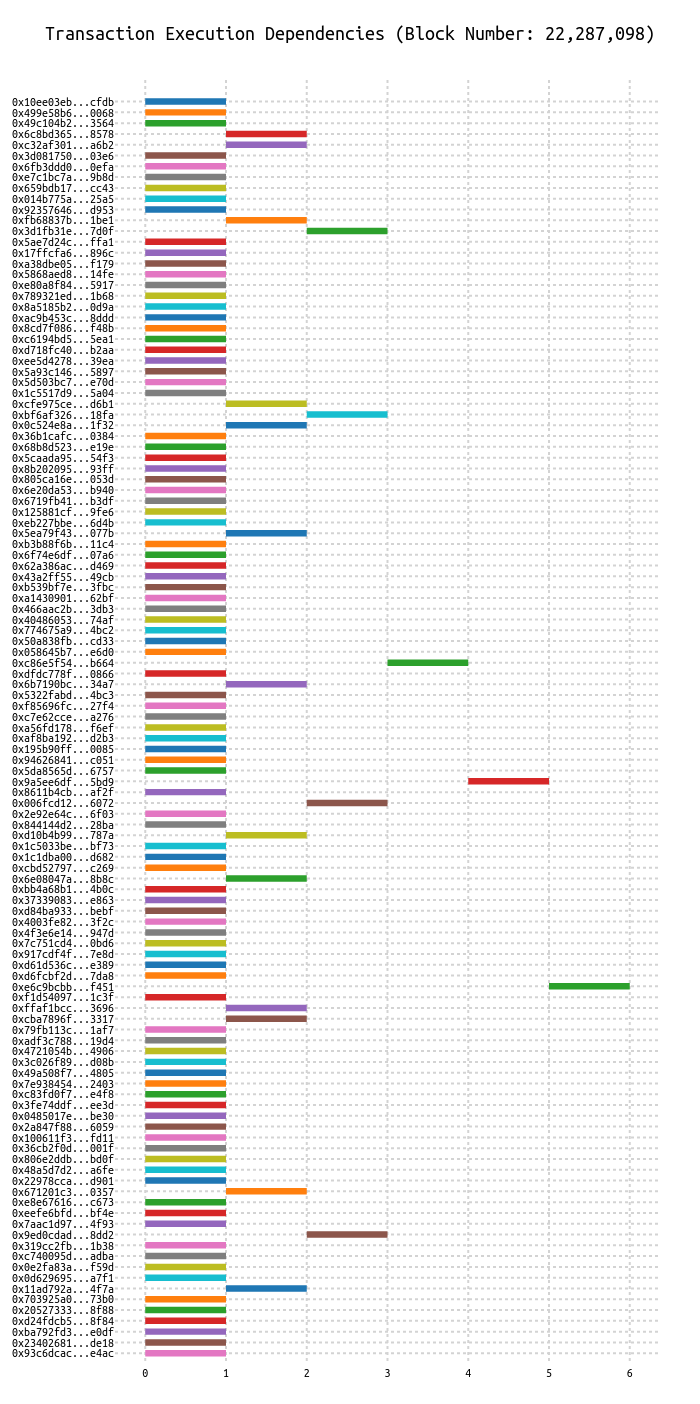 Transaction Execution Dependencies (Block Number: 22,287,098)
0x10ee03eb...cfdb
0x499e58b6...0068
0x49c104b2...3564
0x6c8bd365...8578
0xc32af301...a6b2
0x3d081750...03e6
0x6fb3ddd0...0efa
0xe7c1bc7a...9b8d
0x659bdb17...cc43
0x014b775a...25a5
0x92357646...d953
0xfb68837b...1be1
0x3d1fb31e...7d0f
0x5ae7d24c...ffa1
0x17ffcfa6...896c
0xa38dbe05...f179
0x5868aed8...14fe
0xe80a8f84...5917
0x789321ed...1b68
0x8a5185b2...0d9a
0xac9b453c...8ddd
0x8cd7f086...f48b
0xc6194bd5...5ea1
0xd718fc40...b2aa
0xee5d4278...39ea
0x5a93c146...5897
0x5d503bc7...e70d
0x1c5517d9...5a04
0xcfe975ce...d6b1
0xbf6af326...18fa
0x0c524e8a...1f32
0x36b1cafc...0384
0x68b8d523...e19e
0x5caada95...54f3
0x8b202095...93ff
0x805ca16e...053d
0x6e20da53...b940
0x6719fb41...b3df
0x125881cf...9fe6
0xeb227bbe...6d4b
0x5ea79f43...077b
0xb3b88f6b...11c4
0x6f74e6df...07a6
0x62a386ac...d469
0x43a2ff55...49cb
0xb539bf7e...3fbc
0xa1430901...62bf
0x466aac2b...3db3
0x40486053...74af
0x774675a9...4bc2
0x50a838fb...cd33
0x058645b7...e6d0
0xc86e5f54...b664
0xdfdc778f...0866
0x6b7190bc...34a7
0x5322fabd...4bc3
0xf85696fc...27f4
0xc7e62cce...a276
0xa56fd178...f6ef
0xaf8ba192...d2b3
0x195b90ff...0085
0x94626841...c051
0x5da8565d...6757
0x9a5ee6df...5bd9
0x8611b4cb...af2f
0x006fcd12...6072
0x2e92e64c...6f03
0x844144d2...28ba
0xd10b4b99...787a
0x1c5033be...bf73
0x1c1dba00...d682
0xcbd52797...c269
0x6e08047a...8b8c
0xbb4a68b1...4b0c
0x37339083...e863
0xd84ba933...bebf
0x4003fe82...3f2c
0x4f3e6e14...947d
0x7c751cd4...0bd6
0x917cdf4f...7e8d
0xd61d536c...e389
0xd6fcbf2d...7da8
0xe6c9bcbb...f451
0xf1d54097...1c3f
0xffaf1bcc...3696
0xcba7896f...3317
0x79fb113c...1af7
0xadf3c788...19d4
0x4721054b...4906
0x3c026f89...d08b
0x49a508f7...4805
0x7e938454...2403
0xc83fd0f7...e4f8
0x3fe74ddf...ee3d
0x0485017e...be30
0x2a847f88...6059
0x100611f3...fd11
0x36cb2f0d...001f
0x806e2ddb...bd0f
0x48a5d7d2...a6fe
0x22978cca...d901
0x671201c3...0357
0xe8e67616...c673
0xeefe6bfd...bf4e
0x7aac1d97...4f93
0x9ed0cdad...8dd2
0x319cc2fb...1b38
0xc740095d...adba
0x0e2fa83a...f59d
0x0d629695...a7f1
0x11ad792a...4f7a
0x703925a0...73b0
0x20527333...8f88
0xd24fdcb5...8f84
0xba792fd3...e0df
0x23402681...de18
0x93c6dcac...e4ac
0 1 2 3 4 5 6